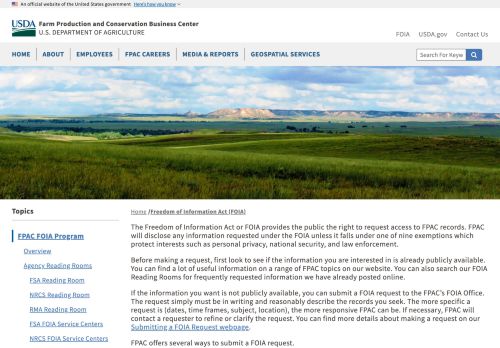 An official website of the United States government Here's how you know
USDA Farm Production and Conservation Business Center
U.S. DEPARTMENT OF AGRICULTURE
FOIA USDA.gov Contact Us
HOME ABOUT EMPLOYEES FPAC CAREERS MEDIA & REPORTS GEOSPATIAL SERVICES
Search For Keyw
Topics
FPAC FOIA Program
Overview
Agency Reading Rooms
FSA Reading Room
NRCS Reading Room
RMA Reading Room
FSA FOIA Service Centers
NRCS FOIA Service Centers
Home /Freedom of Information Act (FOIA)
The Freedom of Information Act or FOIA provides the public the right to request access to FPAC records. FPAC
will disclose any information requested under the FOIA unless it falls under one of nine exemptions which
protect interests such as personal privacy, national security, and law enforcement.
Before making a request, first look to see if the information you are interested in is already publicly available.
You can find a lot of useful information on a range of FPAC topics on our website. You can also search our FOIA
Reading Rooms for frequently requested information we have already posted online.
If the information you want is not publicly available, you can submit a FOIA request to the FPAC's FOIA Office.
The request simply must be in writing and reasonably describe the records you seek. The more specific a
request is (dates, time frames, subject, location), the more responsive FPAC can be. If necessary, FPAC will
contact a requester to refine or clarify the request. You can find more details about making a request on our
Submitting a FOIA Request webpage.
FPAC offers several ways to submit a FOIA request.